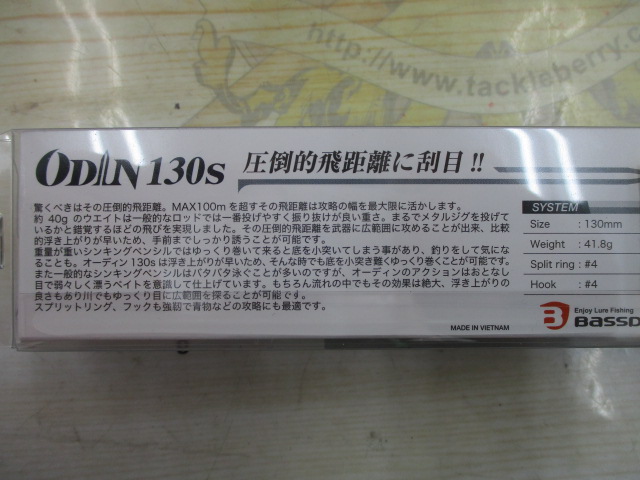 http://www.tackleberry.co
ODIN 130S 圧倒的飛距離に刮目!!
驚くべきはその圧倒的飛距離。MAX100mを超すその飛距離は攻略の幅を最大限に活かします。
約 40g のウエイトは一般的なロッドでは一番投げやすく振り抜けが良い重さ。まるでメタルジグを投げて
いるかと錯覚するほどの飛びを実現しました。その圧倒的飛距離を武器に広範囲に攻めることが出来、比較
的浮き上がりが早いため、手前までしっかり誘うことが可能です。
重量が重いシンキングペンシルではゆっくり巻いて来ると底を小突いてしまう事があり、釣りをして気にな
ることも。オーディン 130s は浮き上がりが早いため、そんな時でも底を小突き難くゆっくり巻くことが可能。
また一般的なシンキングペンシルはバタバタ泳ぐことが多いのですが、オーディンのアクションはおとなし
目で弱々しく漂うベイトを意識して仕上げています。もちろん流れの中でもその効果は絶大、浮き上がりの
良さもあり川でもゆっくり目に広範囲を探ることが可能です。
スプリットリング、フックも強靭で青物などの攻略にも最適です。
SYSTEM
Size : 130mm
Weight : 41.8g
Split ring : #4
Hook : #4
MADE IN VIETNAM
Enjoy Lure Fishing
BASSD